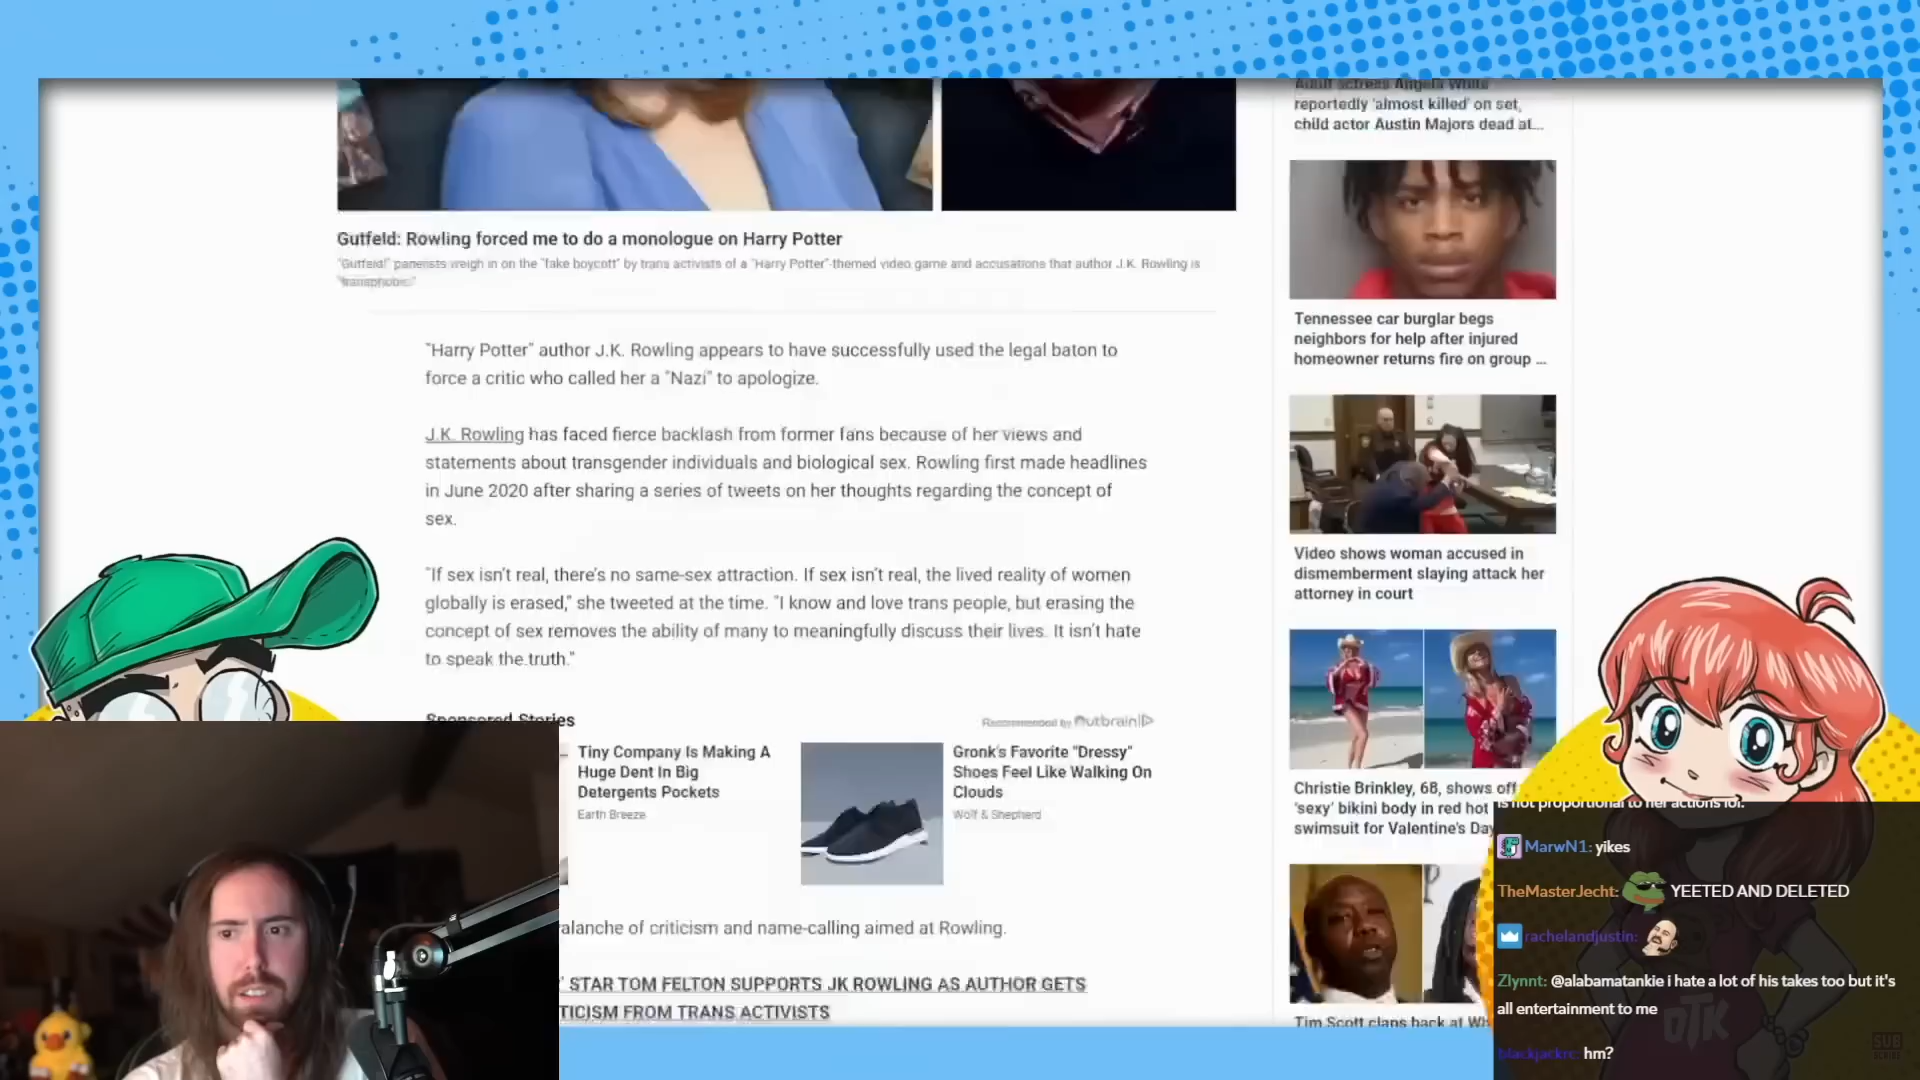 reportedly 'almost killed' on set,
child actor Austin Majors dead at...
Gutfeld: Rowling forced me to do a monologue on Harry Potter
"Gutfeld!" panelists weigh in on the "fake boycott" by trans activists of a "Harry Potter"-themed video game and accusations that author J.K. Rowling is
"transphobic."
"Harry Potter" author J.K. Rowling appears to have successfully used the legal baton to
force a critic who called her a "Nazi" to apologize.
J.K. Rowling has faced fierce backlash from former fans because of her views and
statements about transgender individuals and biological sex. Rowling first made headlines
in June 2020 after sharing a series of tweets on her thoughts regarding the concept of
sex.
"If sex isn't real, there's no same-sex attraction. If sex isn't real, the lived reality of women
globally is erased," she tweeted at the time. "I know and love trans people, but erasing the
concept of sex removes the ability of many to meaningfully discuss their lives. It isn't hate
to speak the truth."
Sponsored Stories
Recommended by Outbrain
Tiny Company Is Making A
Huge Dent In Big
Detergents Pockets
Earth Breeze
Gronk's Favorite "Dressy"
Shoes Feel Like Walking On
Clouds
Wolf & Shepherd
alanche of criticism and name-calling aimed at Rowling.
' STAR TOM FELTON SUPPORTS JK ROWLING AS AUTHOR GETS
TICISM FROM TRANS ACTIVISTS
Tennessee car burglar begs
neighbors for help after injured
homeowner returns fire on group ...
Video shows woman accused in
dismemberment slaying attack her
attorney in court
Christie Brinkley, 68, shows off
'sexy' bikini body in red hot
swimsuit for Valentine's Day
Tim Scott claps back at Wh
is not proportional to her actions lol.
MarwN1: yikes
TheMasterJecht: YEETED AND DELETED
rachelandjustin:
Zlynnt: @alabamatankie i hate a lot of his takes too but it's
all entertainment to me
blackjackrc: hm?
OTK
SUB